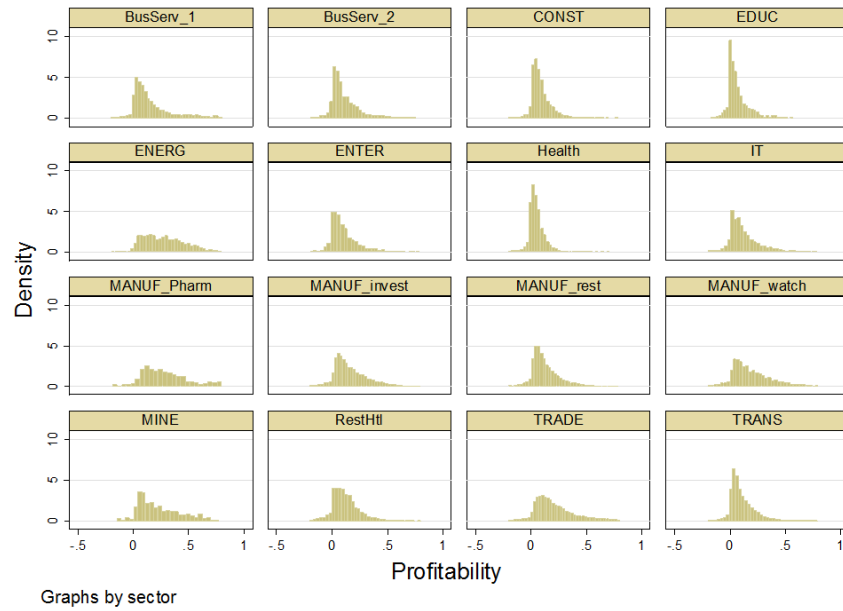 BusServ_1 BusServ_2 CONST EDUC
10
5
0
ENERG ENTER Health IT
10
5
0
MANUF_Pharm MANUF_invest MANUF_rest MANUF_watch
10
5
0
MINE RestHtl TRADE TRANS
10
5
0
-.5 0 .5 1 -.5 0 .5 1 -.5 0 .5 1 -.5 0 .5 1
Density
Profitability
Graphs by sector